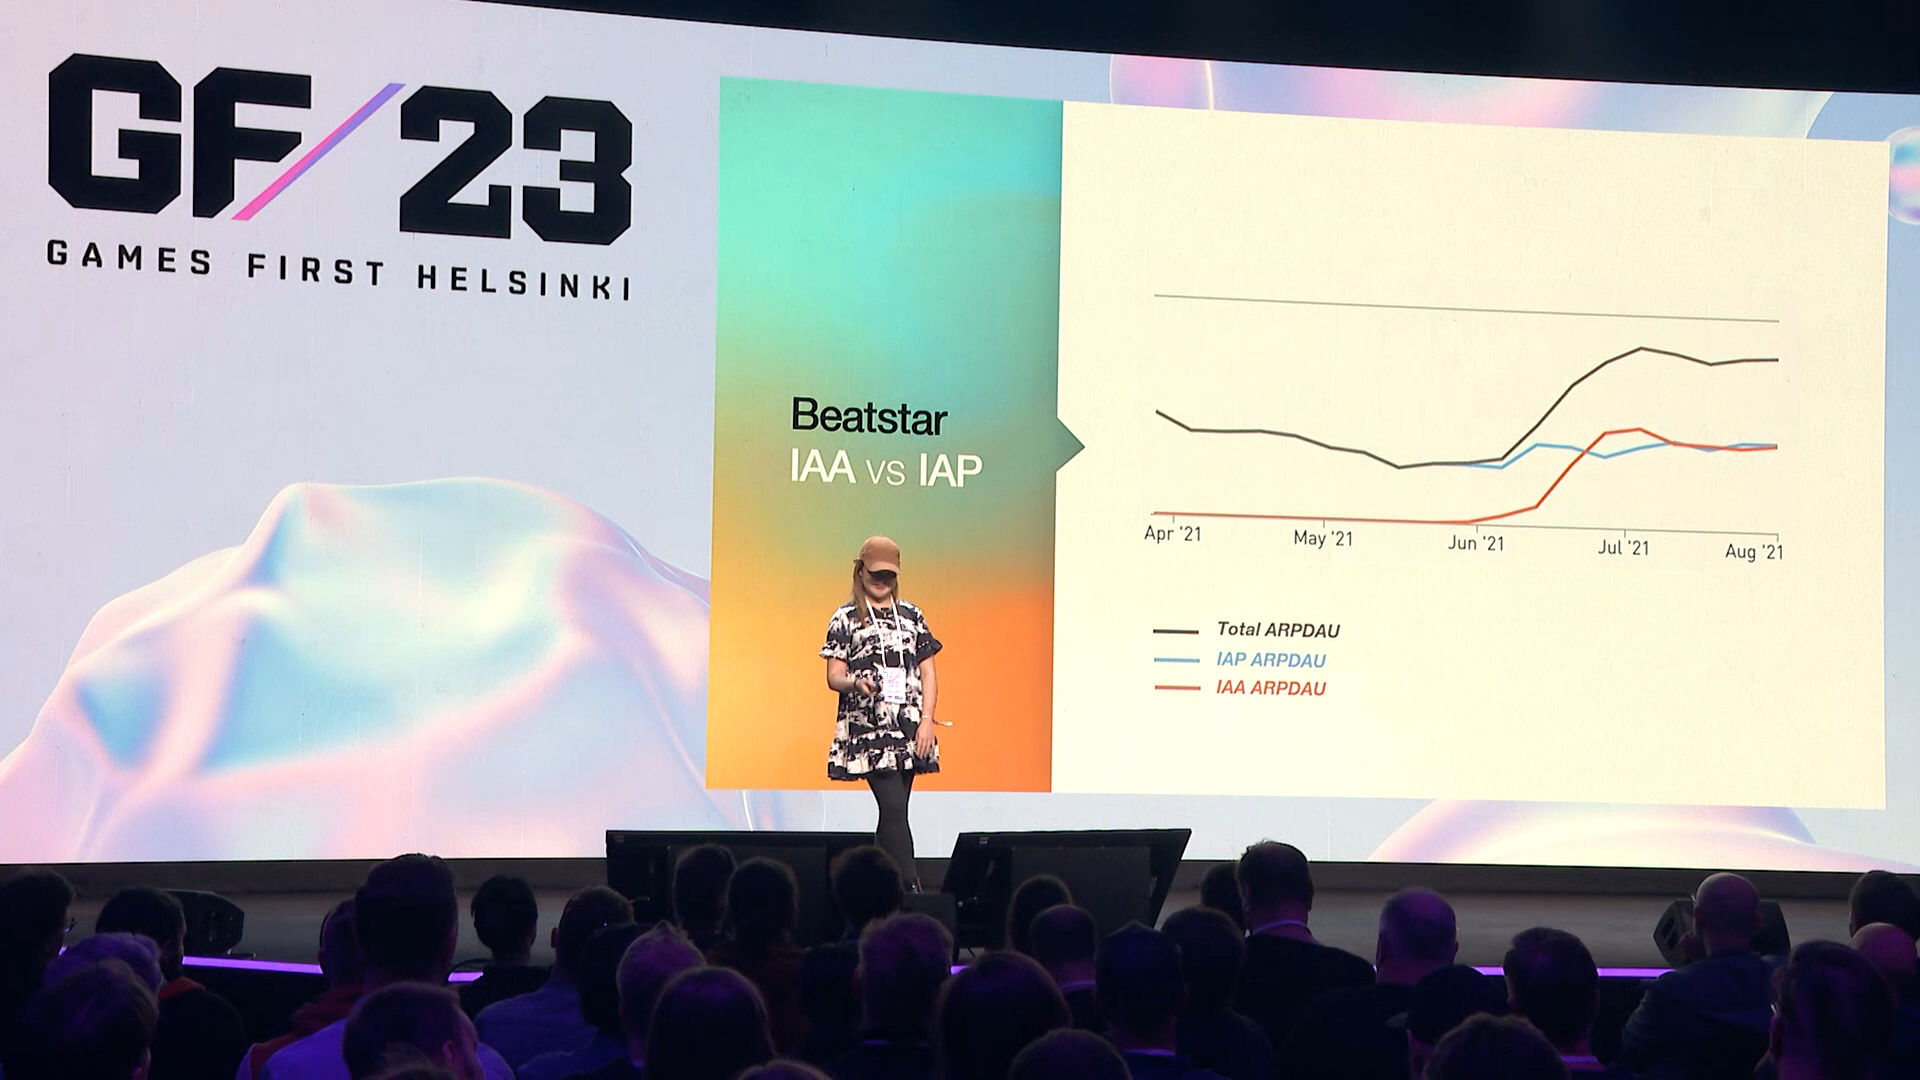 GF/23
GAMES FIRST HELSINKI
Beatstar
IAA vs IAP
Apr '21
May '21
Jun '21
Jul '21
Aug '21
Total ARPDAU
IAP ARPDAU
IAA ARPDAU